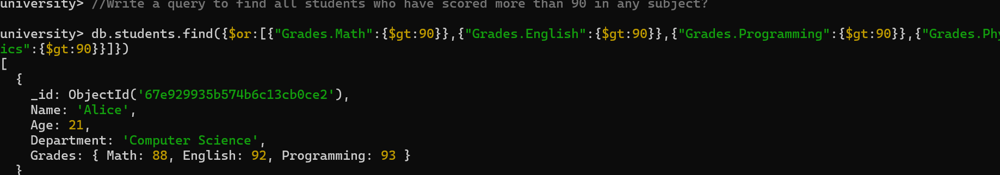 university> //Write a query to find all students who have scored more than 90 in any subject?
university> db.students.find({$or:[{"Grades.Math":{$gt:90}},{"Grades.English":{$gt:90}},{"Grades.Programming":{$gt:90}},{"Grades.Phy
ics":{$gt:90}}]})
[
  {
    _id: ObjectId('67e929935b574b6c13cb0ce2'),
    Name: 'Alice',
    Age: 21,
    Department: 'Computer Science',
    Grades: { Math: 88, English: 92, Programming: 93 }
  }